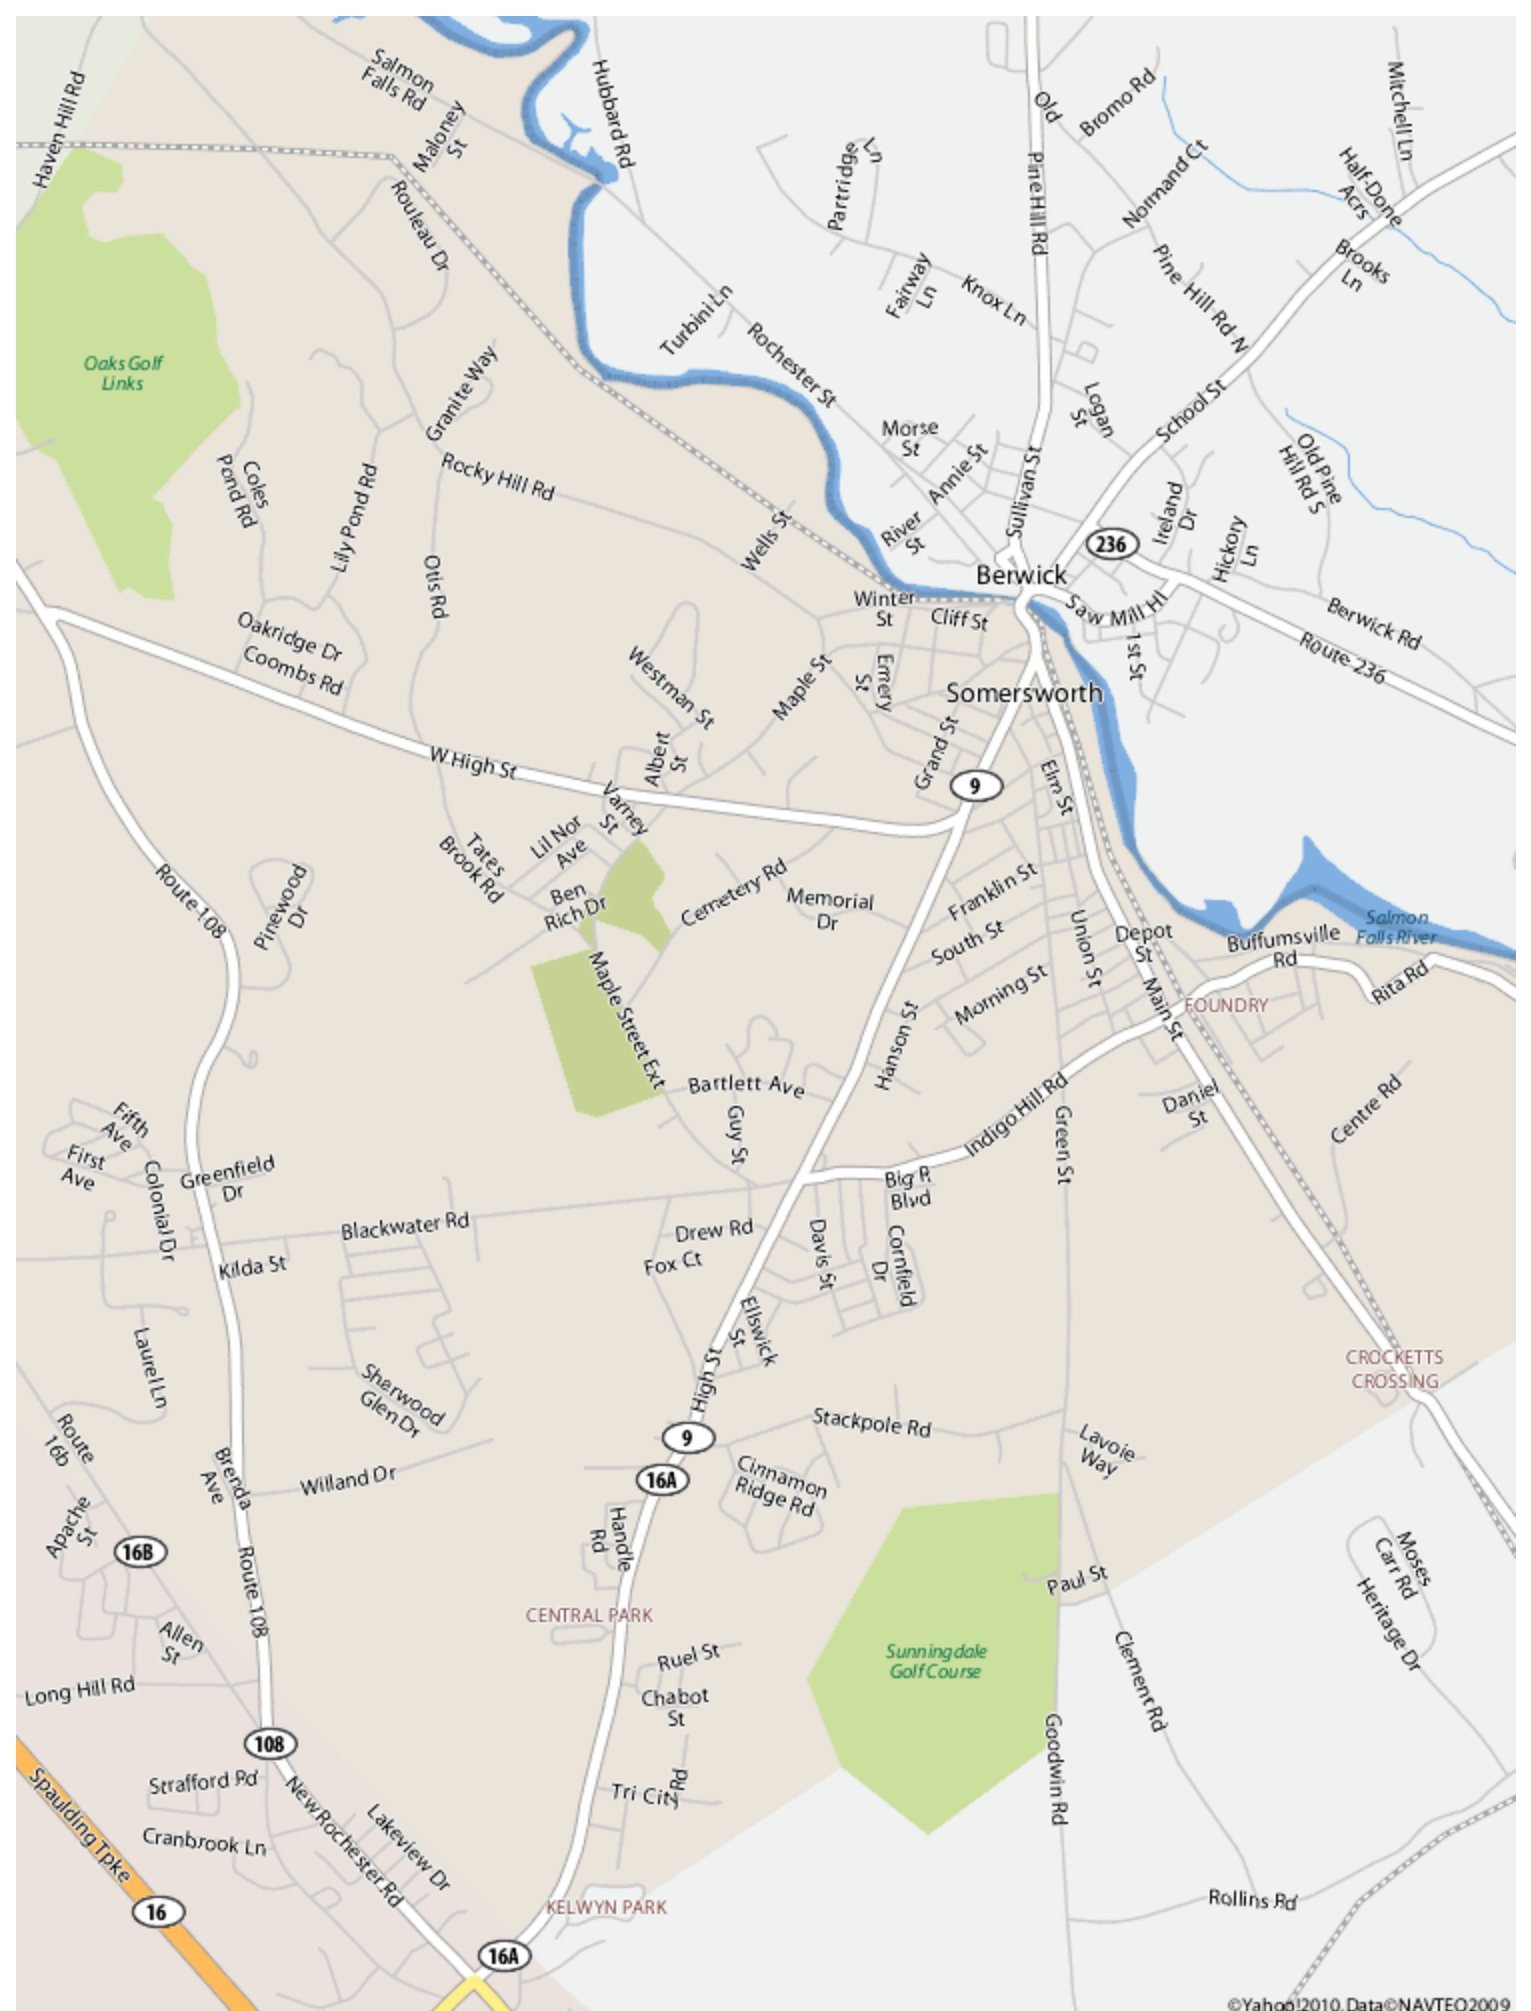 Salmon
Falls Rd
Maloney
St
Haven Hill Rd
Hubbard Rd
Old
Bromo Rd
Mitchell Ln
Half-Done
Acrs
Brooks
Ln
Partridge
Ln
Pine Hill Rd
Normand Ct
Rouleau Dr
Fairway
Ln
Knox Ln
Pine Hill Rd N
Turbini Ln
Rochester St
Oaks Golf
Links
Granite Way
Logan
St
School St
Morse
St
Annie St
Sullivan St
Old Pine
Hill Rd S
Coles
Pond Rd
Lily Pond Rd
Rocky Hill Rd
Wells St
River
St
236
Ireland
Dr
Hickory
Ln
Otis Rd
Berwick
Winter
St
Cliff St
Saw Mill Hl
1st St
Berwick Rd
Route 236
Oakridge Dr
Coombs Rd
Westman St
Maple St
Emery
St
Somersworth
W High St
Albert
St
Grand St
9
Elm St
Varney
St
Lil Nor
Ave
Tates
Brook Rd
Ben
Rich Dr
Route 108
Pinewood
Dr
Cemetery Rd
Memorial
Dr
Franklin St
South St
Union St
Depot
St
Buffumsville
Rd
Salmon
Falls River
Rita Rd
Maple Street Ext
Morning St
Main St
FOUNDRY
Hanson St
Bartlett Ave
Guy St
Indigo Hill Rd
Green St
Daniel
St
Centre Rd
Fifth
Ave
First
Ave
Colonial Dr
Greenfield
Dr
Big R
Blvd
Blackwater Rd
Drew Rd
Fox Ct
Davis St
Cornfield
Dr
Kilda St
Ellswick
St
Laurel Ln
Sherwood
Glen Dr
High St
CROCKETTS
CROSSING
Route
16b
Brenda
Ave
Willand Dr
9
16A
Stackpole Rd
Lavoie
Way
Cinnamon
Ridge Rd
Apache
St
16B
Handle
Rd
Moses
Carr Rd
Heritage Dr
Route 108
Paul St
CENTRAL PARK
Allen
St
Ruel St
Sunningdale
Golf Course
Clement Rd
Long Hill Rd
Chabot
St
108
Goodwin Rd
Strafford Rd
Tri City Rd
Spaulding Tpke
New Rochester Rd
Lakeview Dr
Cranbrook Ln
16
KELWYN PARK
Rollins Rd
16A
©Yahoo!2010,Data©NAVTEQ2009